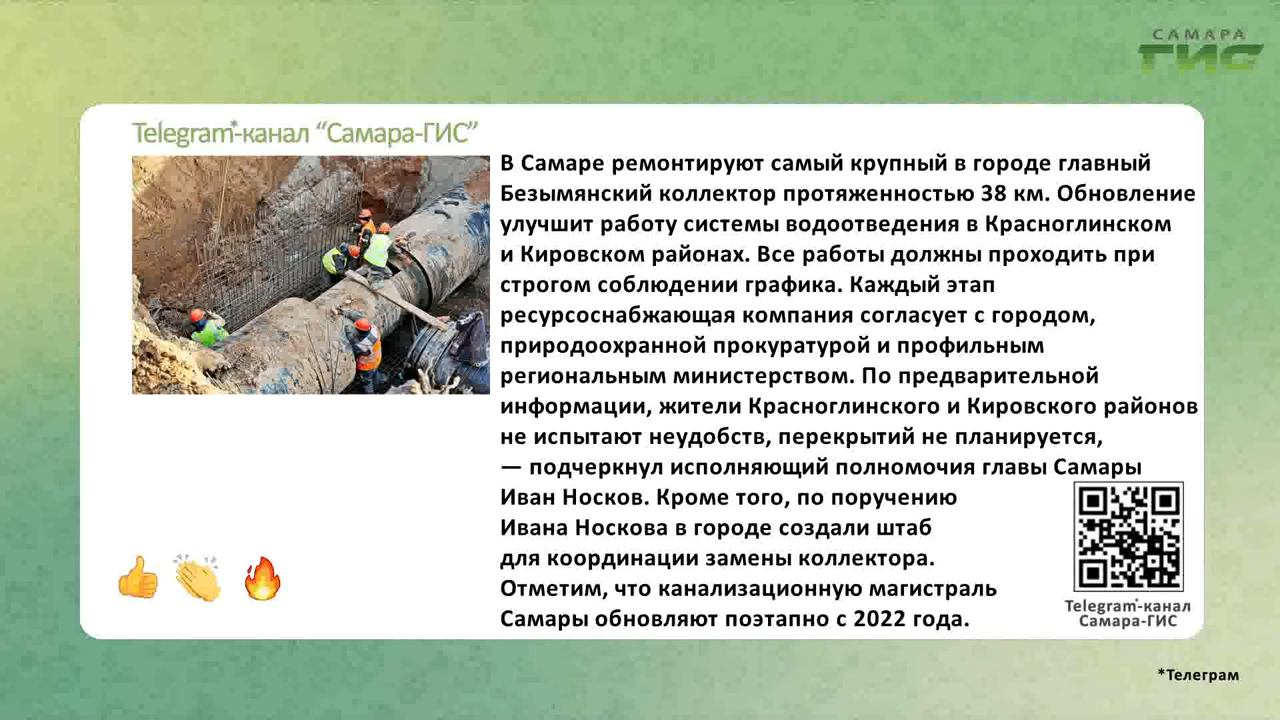 САМАРА
ГИС
Telegram*-канал “Самара-ГИС”
В Самаре ремонтируют самый крупный в городе главный
Безымянский коллектор протяженностью 38 км. Обновление
улучшит работу системы водоотведения в Красноглинском
и Кировском районах. Все работы должны проходить при
строгом соблюдении графика. Каждый этап
ресурсоснабжающая компания согласует с городом,
природоохранной прокуратурой и профильным
региональным министерством. По предварительной
информации, жители Красноглинского и Кировского районов
не испытают неудобств, перекрытий не планируется,
— подчеркнул исполняющий полномочия главы Самары
Иван Носков. Кроме того, по поручению
Ивана Носкова в городе создали штаб
для координации замены коллектора.
Отметим, что канализационную магистраль
Самары обновляют поэтапно с 2022 года.
Telegram*-канал
Самара-ГИС
*Телеграм